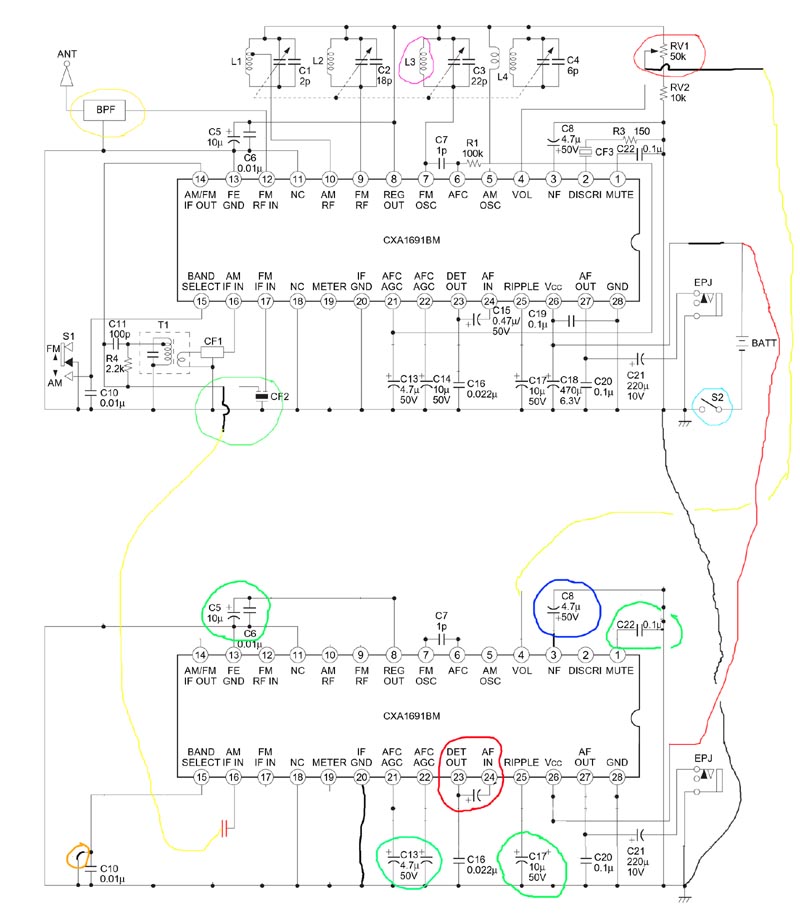 ANT
BPF
L1
C1
2p
L2
C2
18p
L3
C3
22p
L4
C4
6p
RV1
50k
RV2
10k
C5
10µ
C6
0.01µ
C7
1p
R1
100k
C8
4.7µ
50V
R3 150
CF3
C22
0.1µ
14 13 12 11 10 9 8 7 6 5 4 3 2 1
AM/FM FE FM NC AM FM REG FM AFC AM VOL NF DISCRI MUTE
IF OUT GND RF IN RF RF OUT OSC OSC
CXA1691BM
BAND AM FM NC METER IF AFC AFC DET AF RIPPLE Vcc AF GND
SELECT IF IN IF IN GND AGC AGC OUT IN OUT
15 16 17 18 19 20 21 22 23 24 25 26 27 28
S1
FM
AM
C11
100p
R4
2.2k
T1
CF1
C10
0.01µ
CF2
C13
4.7µ
50V
C14
10µ
50V
C15
0.47µ/
50V
C16
0.022µ
C17
10µ
50V
C19
0.1µ
C18
470µ
6.3V
C20
0.1µ
C21
220µ
10V
EPJ
BATT
S2
C5
10µ
C6
0.01µ
C7
1p
C8
4.7µ
50V
C22
0.1µ
14 13 12 11 10 9 8 7 6 5 4 3 2 1
AM/FM FE FM NC AM FM REG FM AFC AM VOL NF DISCRI MUTE
IF OUT GND RF IN RF RF OUT OSC OSC
CXA1691BM
BAND AM FM NC METER IF AFC AFC DET AF RIPPLE Vcc AF GND
SELECT IF IN IF IN GND AGC AGC OUT IN OUT
15 16 17 18 19 20 21 22 23 24 25 26 27 28
C10
0.01µ
C13
4.7µ
50V
C16
0.022µ
C17
10µ
50V
C20
0.1µ
C21
220µ
10V
EPJ